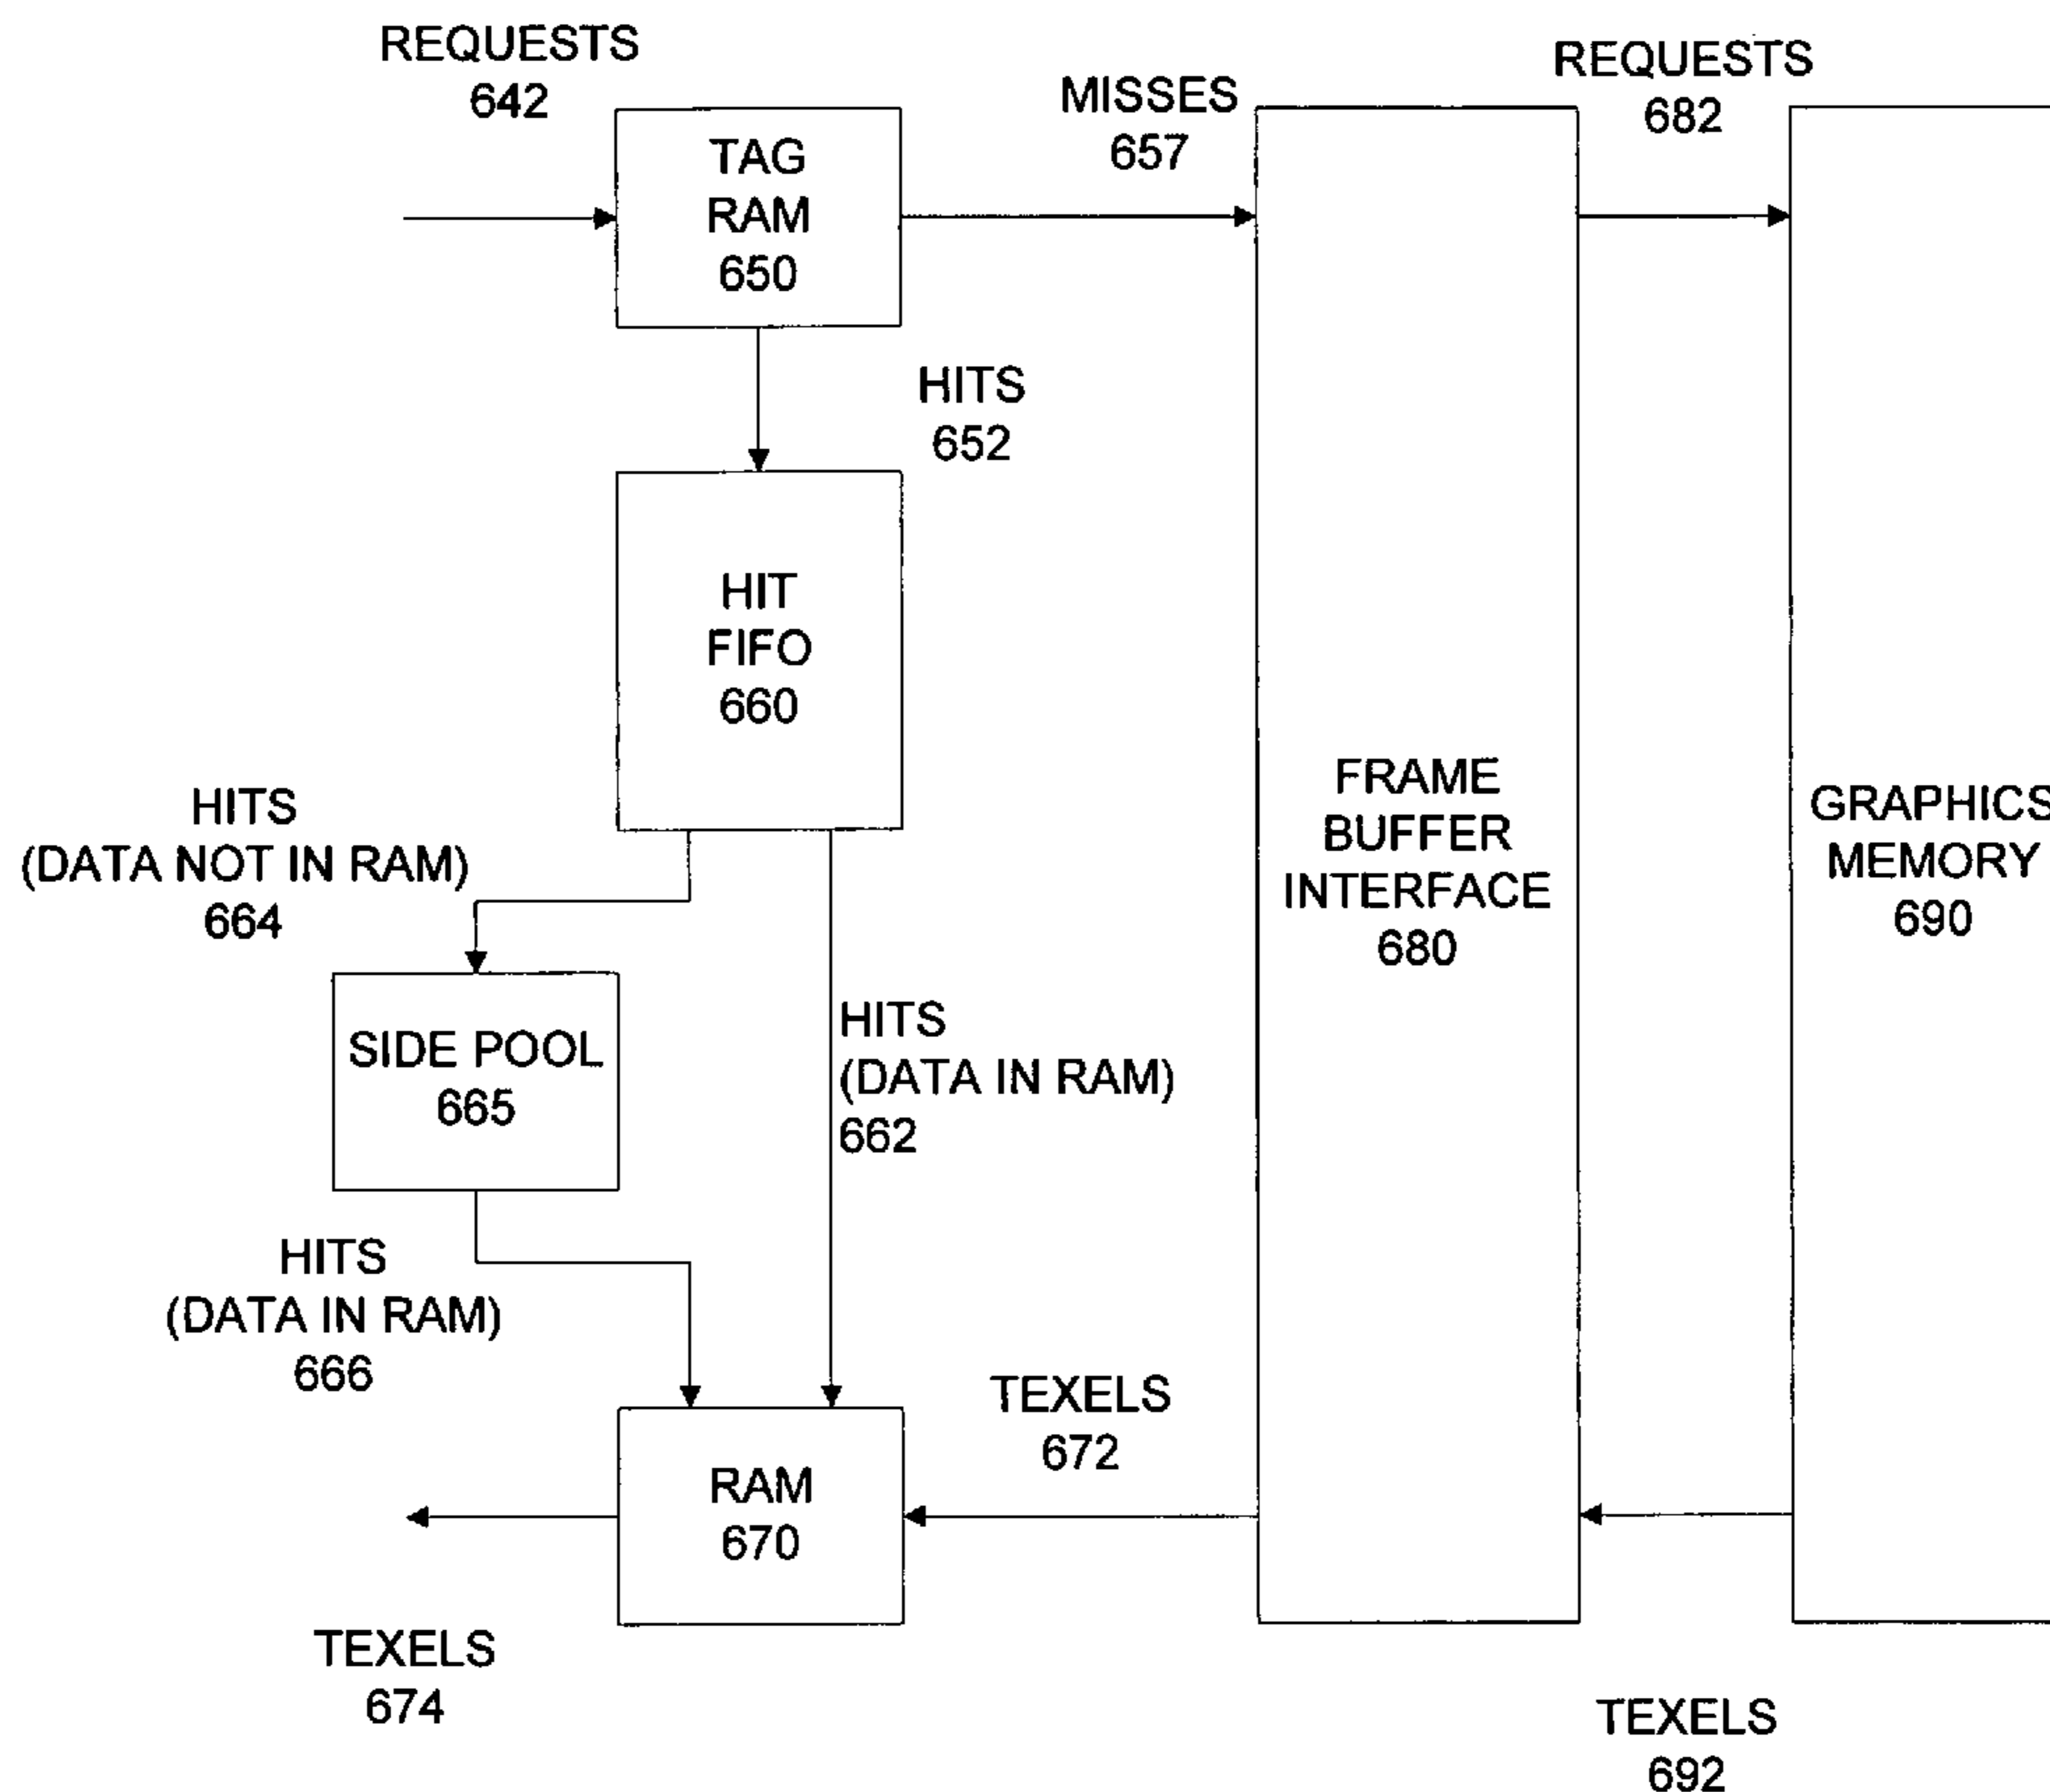 REQUESTS
642
TAG
RAM
650
MISSES
657
REQUESTS
682
HITS
652
HIT
FIFO
660
HITS
(DATA NOT IN RAM)
664
FRAME
BUFFER
INTERFACE
680
GRAPHICS
MEMORY
690
SIDE POOL
665
HITS
(DATA IN RAM)
662
HITS
(DATA IN RAM)
666
TEXELS
672
RAM
670
TEXELS
674
TEXELS
692